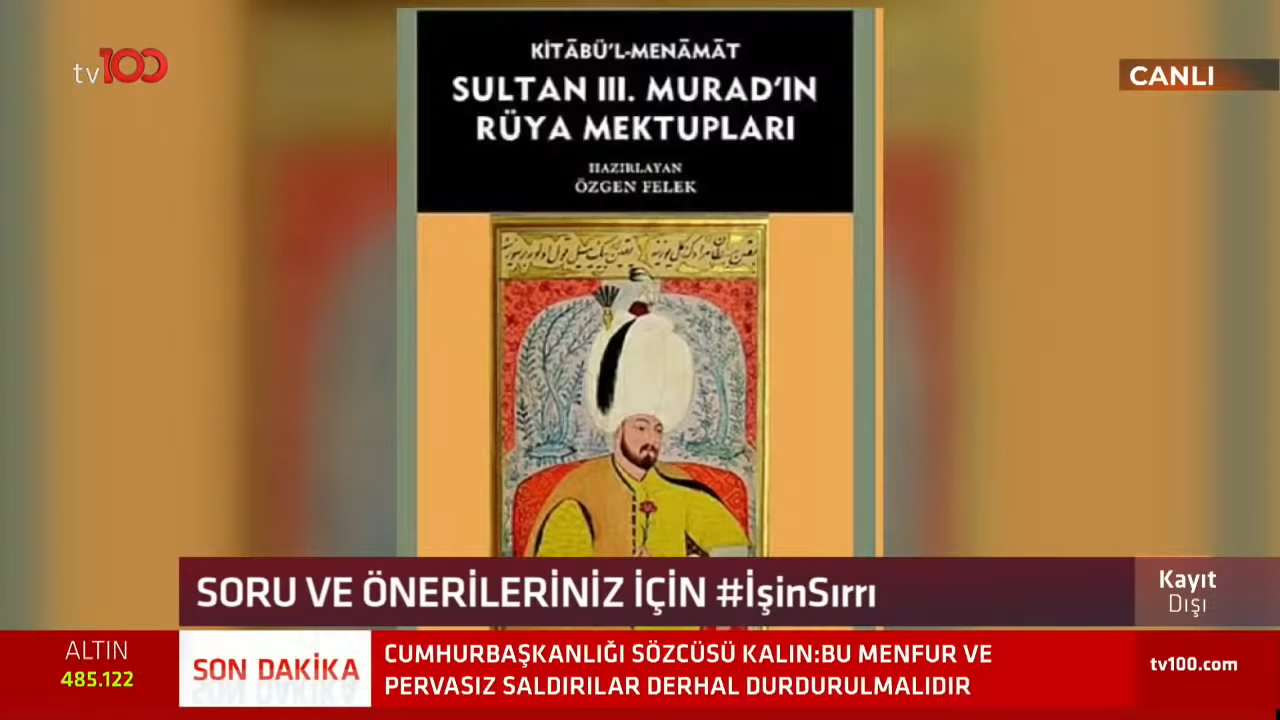 tv100
CANLI
KİTĀBÜ'L-MENĀMĀT
SULTAN III. MURAD'IN
RÜYA MEKTUPLARI
HAZIRLAYAN
ÖZGEN FELEK
SORU VE ÖNERİLERİNİZ İÇİN #İşinSırrı
Kayıt
Dışı
ALTIN
485.122
SON DAKİKA
CUMHURBAŞKANLIĞI SÖZCÜSÜ KALIN:BU MENFUR VE
PERVASIZ SALDIRILAR DERHAL DURDURULMALIDIR
tv100.com